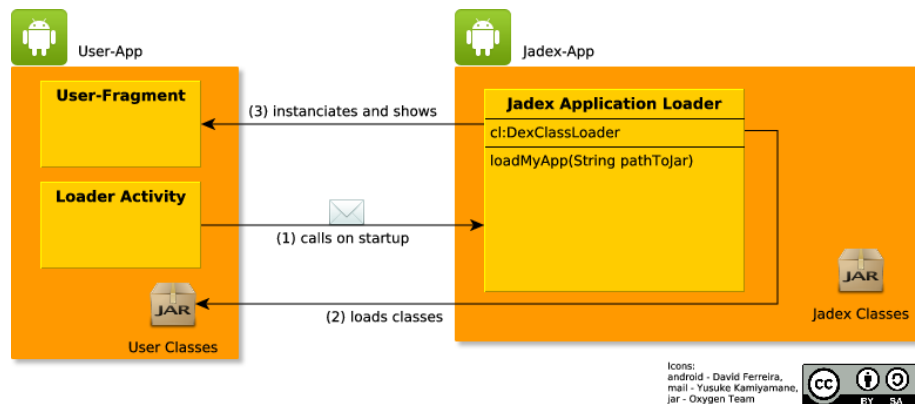 User-App
Jadex-App
User-Fragment
Jadex Application Loader
(3) instanciates and shows
cl:DexClassLoader
loadMyApp(String pathToJar)
Loader Activity
(1) calls on startup
JAR
JAR
(2) loads classes
Jadex Classes
User Classes
Icons:
android - David Ferreira,
mail - Yusuke Kamiyamane,
jar - Oxygen Team
cc
BY SA